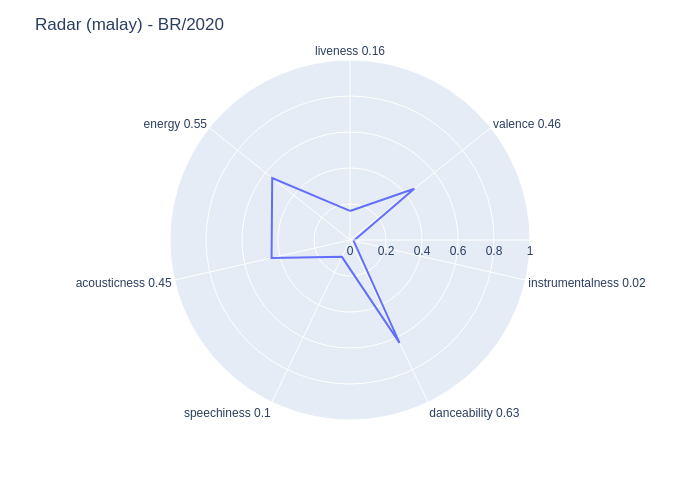 Radar (malay) - BR/2020
liveness 0.16
energy 0.55
valence 0.46
0 0.2 0.4 0.6 0.8 1
acousticness 0.45
instrumentalness 0.02
speechiness 0.1
danceability 0.63